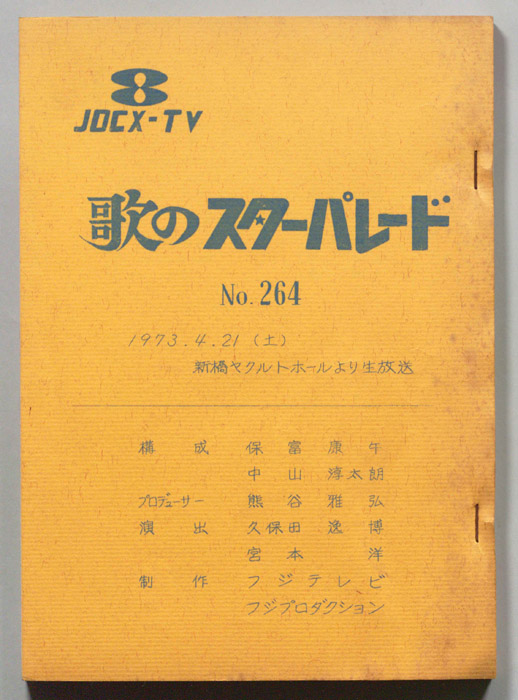 8
JOCX-TV
歌のスターパレード
No. 264
1973.4.21(土)
新橋ヤクルトホールより生放送
構成 保富康午
中山淳太朗
プロデューサー 熊谷雅弘
演出 久保田逸博
宮本洋
制作 フジテレビ
フジプロダクション